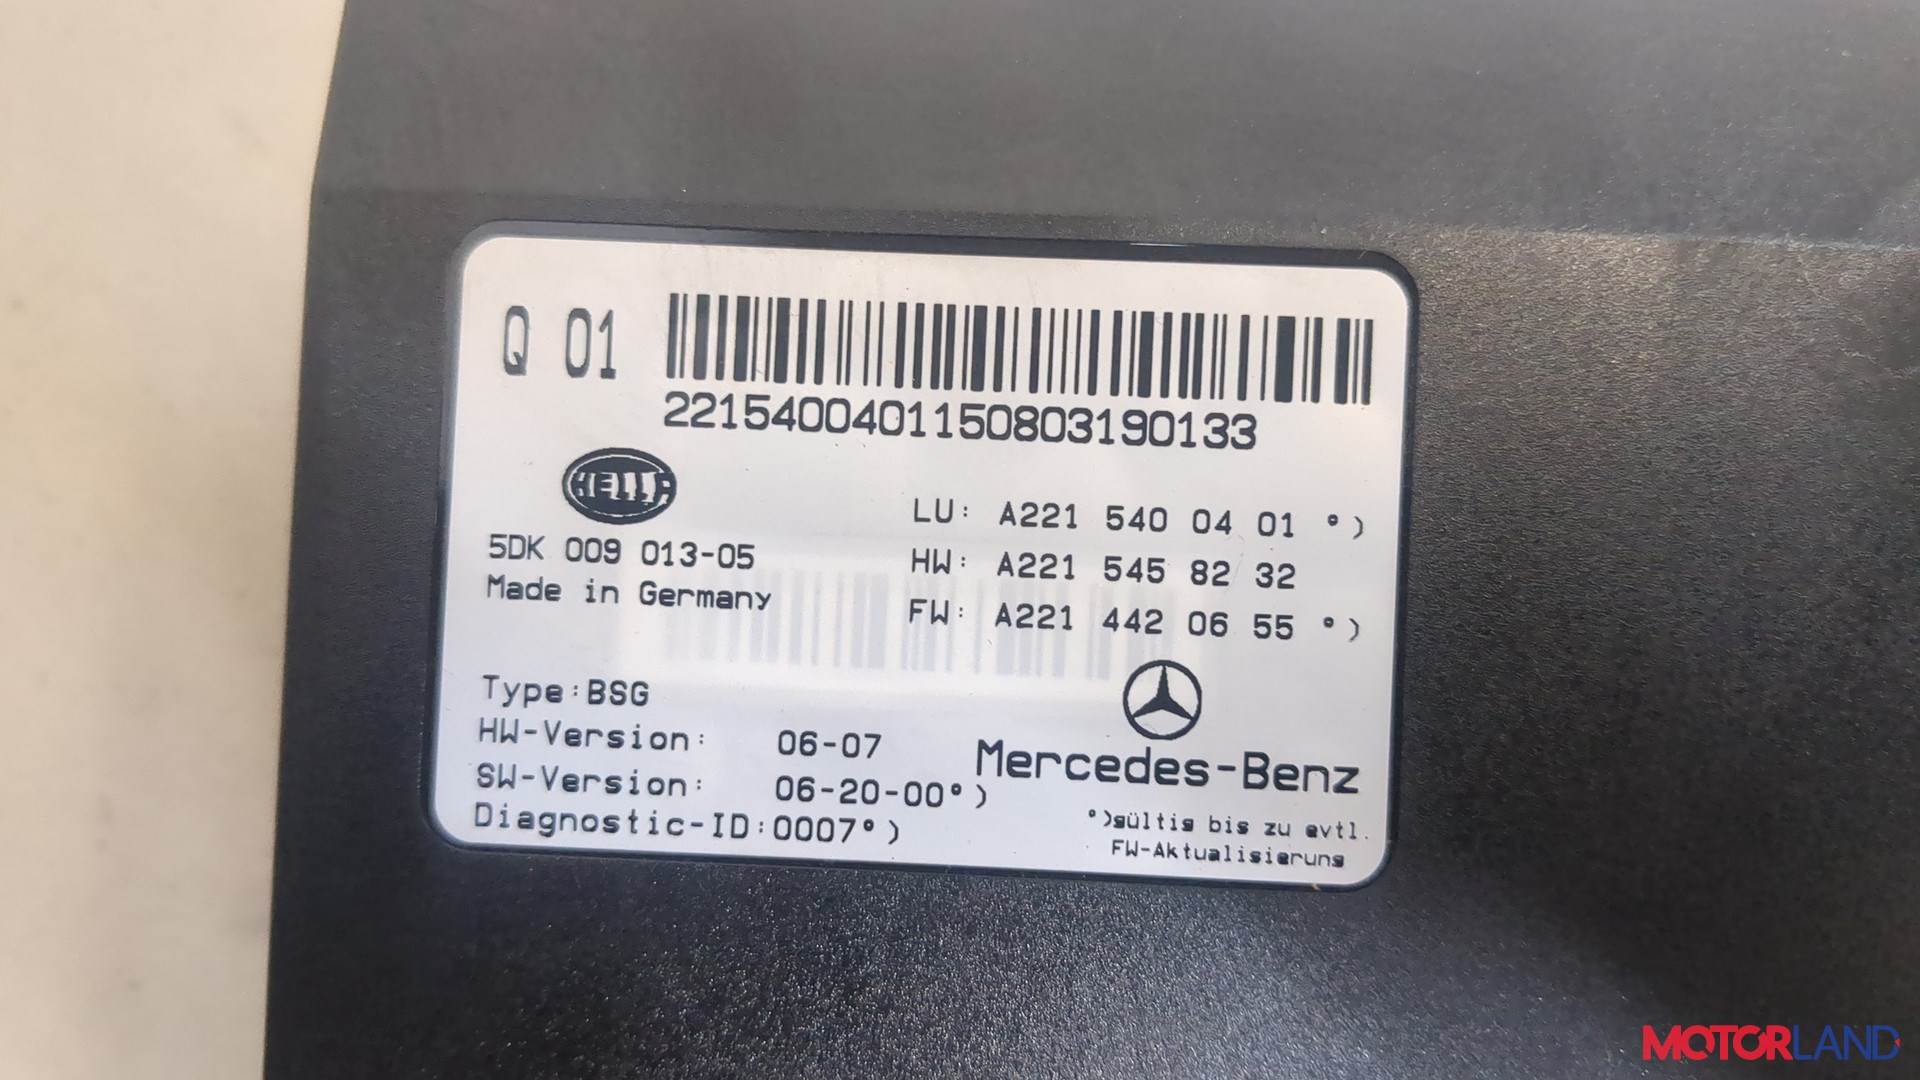 Q 01
2215400401150803190133
HELLA
LU: A221 540 04 01 °)
5DK 009 013-05
HW: A221 545 82 32
Made in Germany
FW: A221 442 06 55 °)
Type:BSG
HW-Version: 06-07
Mercedes-Benz
SW-Version: 06-20-00°)
Diagnostic-ID:0007°)
°)gültig bis zu evtl.
FW-Aktualisierung
MOTORLAND